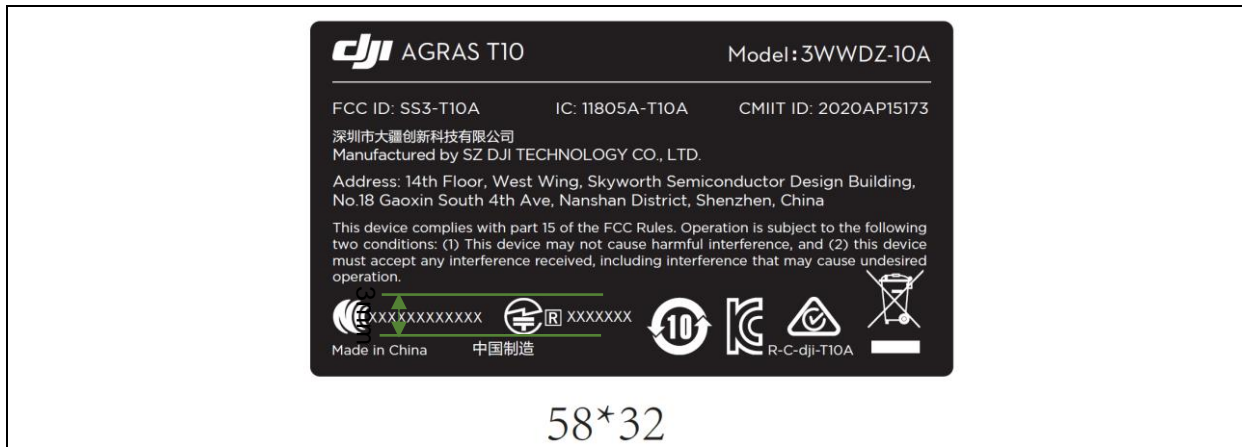 dji AGRAS T10 Model:3WWDZ-10A
FCC ID: SS3-T10A IC: 11805A-T10A CMIIT ID: 2020AP15173
深圳市大疆创新科技有限公司
Manufactured by SZ DJI TECHNOLOGY CO., LTD.
Address: 14th Floor, West Wing, Skyworth Semiconductor Design Building,
No.18 Gaoxin South 4th Ave, Nanshan District, Shenzhen, China
This device complies with part 15 of the FCC Rules. Operation is subject to the following
two conditions: (1) This device may not cause harmful interference, and (2) this device
must accept any interference received, including interference that may cause undesired
operation.
3mm
XXXXXXXXXXXXX R XXXXXXX 10
Made in China 中国制造 R-C-dji-T10A
58*32